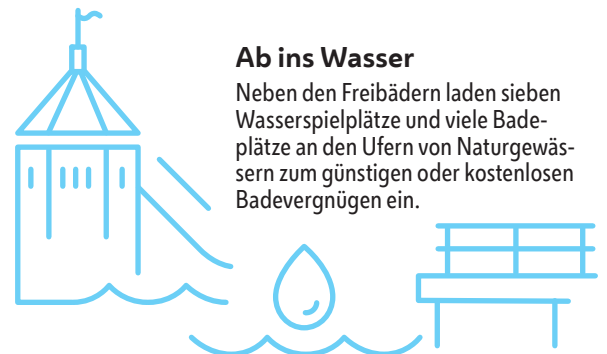 Ab ins Wasser
Neben den Freibädern laden sieben
Wasserspielplätze und viele Bade-
plätze an den Ufern von Naturgewäs-
sern zum günstigen oder kostenlosen
Badevergnügen ein.